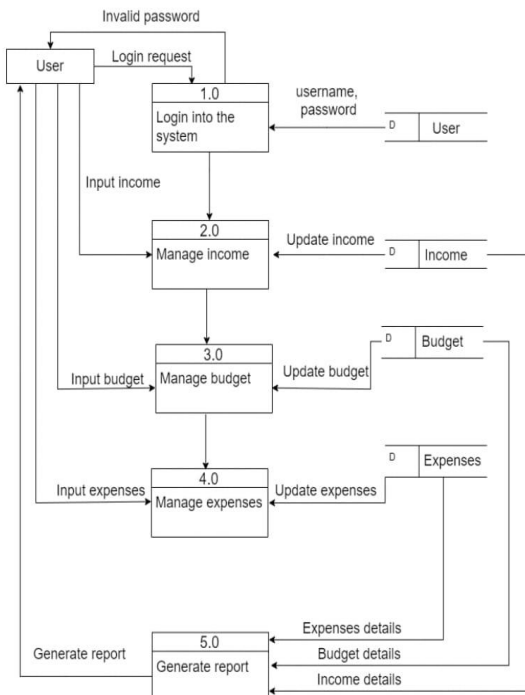 Invalid password
User
Login request
1.0
Login into the
system
username,
password
D
User
Input income
2.0
Manage income
Update income
D
Income
3.0
Manage budget
Input budget
Update budget
D
Budget
4.0
Manage expenses
Input expenses
Update expenses
D
Expenses
5.0
Generate report
Generate report
Expenses details
Budget details
Income details